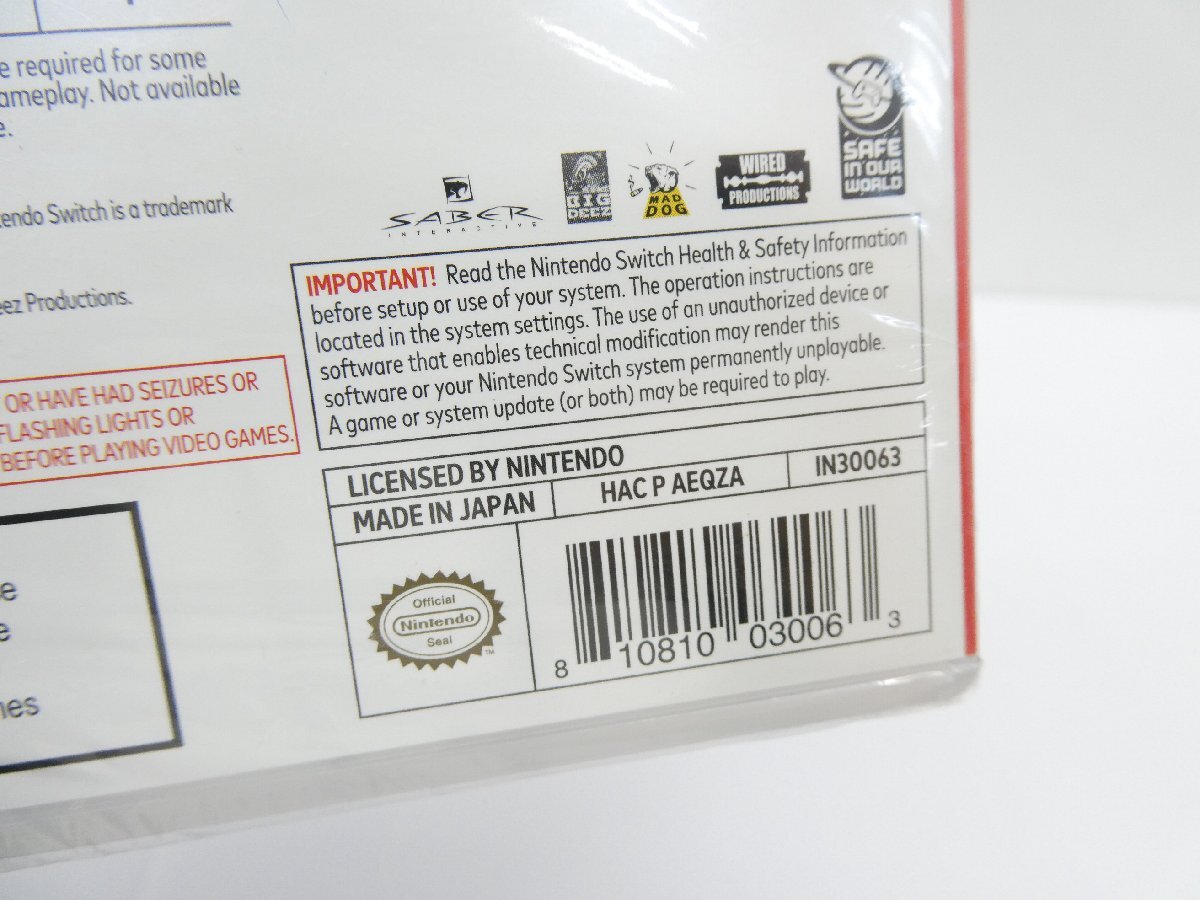 e required for some
ameplay. Not available
e.
SAFE
IN OUR
WORLD
SABER
INTERACTIVE
BIG
DEEZ
MAD
DOG
WIRED
PRODUCTIONS
tendo Switch is a trademark
eez Productions.
IMPORTANT! Read the Nintendo Switch Health & Safety Information
before setup or use of your system. The operation instructions are
located in the system settings. The use of an unauthorized device or
software that enables technical modification may render this
software or your Nintendo Switch system permanently unplayable.
A game or system update (or both) may be required to play.
OR HAVE HAD SEIZURES OR
FLASHING LIGHTS OR
BEFORE PLAYING VIDEO GAMES.
LICENSED BY NINTENDO
MADE IN JAPAN
HAC P AEQZA
IN30063
Official
Nintendo
Seal
TM
8 10810 03006 3
e
e
nes